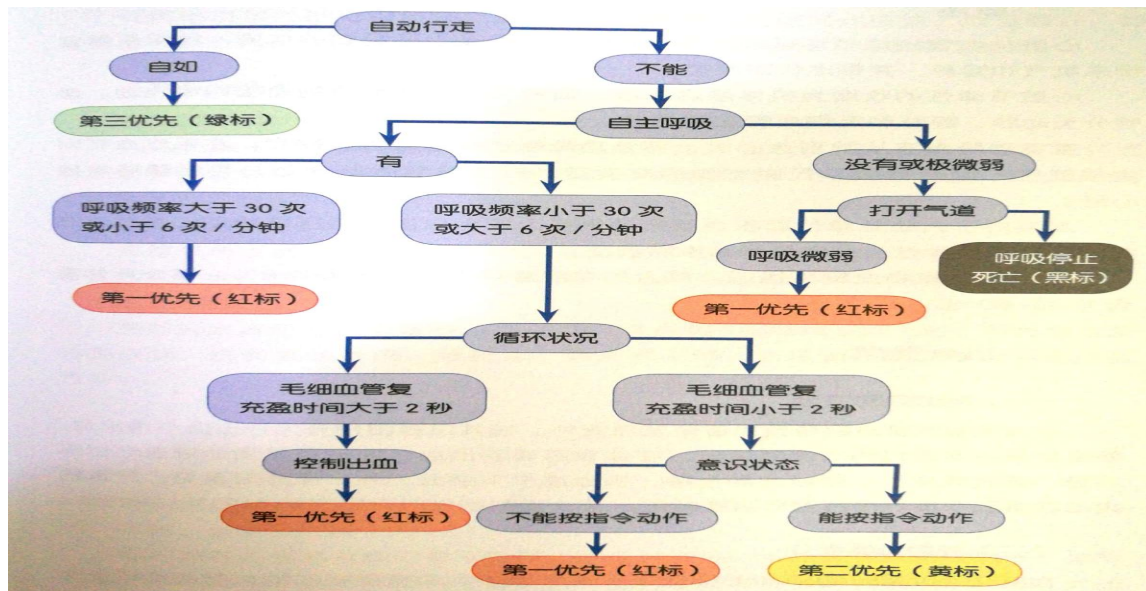 自动行走
自如
不能
第三优先（绿标）
自主呼吸
有
没有或极微弱
呼吸频率大于 30 次
或小于 6 次 / 分钟
呼吸频率小于 30 次
或大于 6 次 / 分钟
打开气道
呼吸微弱
呼吸停止
死亡（黑标）
第一优先（红标）
第一优先（红标）
循环状况
毛细血管复
充盈时间大于 2 秒
毛细血管复
充盈时间小于 2 秒
控制出血
意识状态
第一优先（红标）
不能按指令动作
能按指令动作
第一优先（红标）
第二优先（黄标）